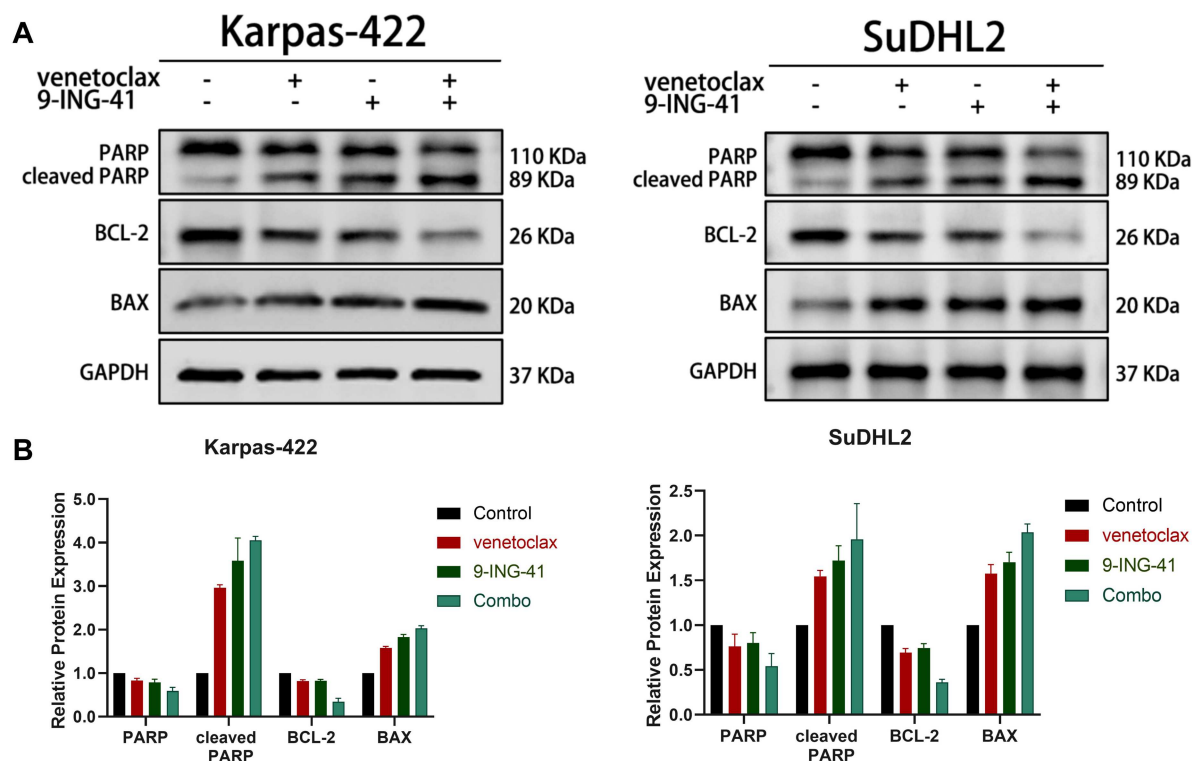 A
Karpas-422
venetoclax - + - +
9-ING-41 - - + +
PARP 110 KDa
cleaved PARP 89 KDa
BCL-2 26 KDa
BAX 20 KDa
GAPDH 37 KDa
SuDHL2
venetoclax - + - +
9-ING-41 - - + +
PARP 110 KDa
cleaved PARP 89 KDa
BCL-2 26 KDa
BAX 20 KDa
GAPDH 37 KDa
B
Karpas-422
Relative Protein Expression
5.0
4.0
3.0
2.0
1.0
0.0
PARP cleaved PARP BCL-2 BAX
Control
venetoclax
9-ING-41
Combo
SuDHL2
Relative Protein Expression
2.5
2.0
1.5
1.0
0.5
0.0
PARP cleaved PARP BCL-2 BAX
Control
venetoclax
9-ING-41
Combo